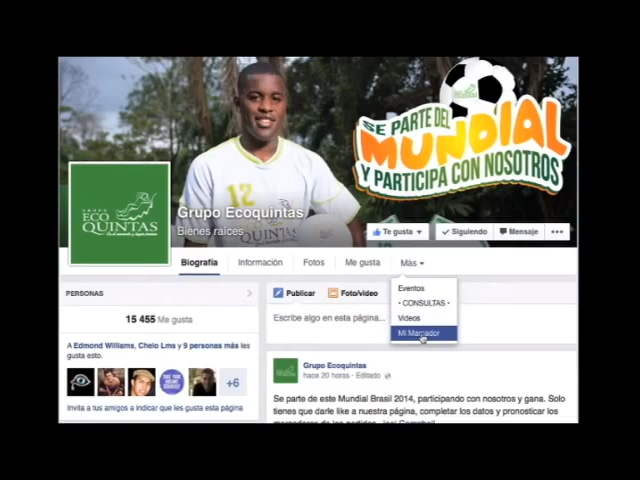 SE PARTE DEL
MUNDIAL
Y PARTICIPA CON NOSOTROS
12
GRUPO
ECO
QUINTAS
Grupo Ecoquintas
Bienes raíces
Te gusta
Siguiendo
Mensaje
Biografía
Información
Fotos
Me gusta
Más
Eventos
• CONSULTAS •
Videos
Mi Marcador
PERSONAS
15 455 Me gusta
A Edmond Williams, Chelo Lms y 9 personas más les
gusta esto.
+6
Invita a tus amigos a indicar que les gusta esta página
Publicar
Foto/video
Escribe algo en esta página...
Grupo Ecoquintas
hace 20 horas · Editado
Se parte de este Mundial Brasil 2014, participando con nosotros y gana. Solo
tienes que darle like a nuestra página, completar los datos y pronosticar los